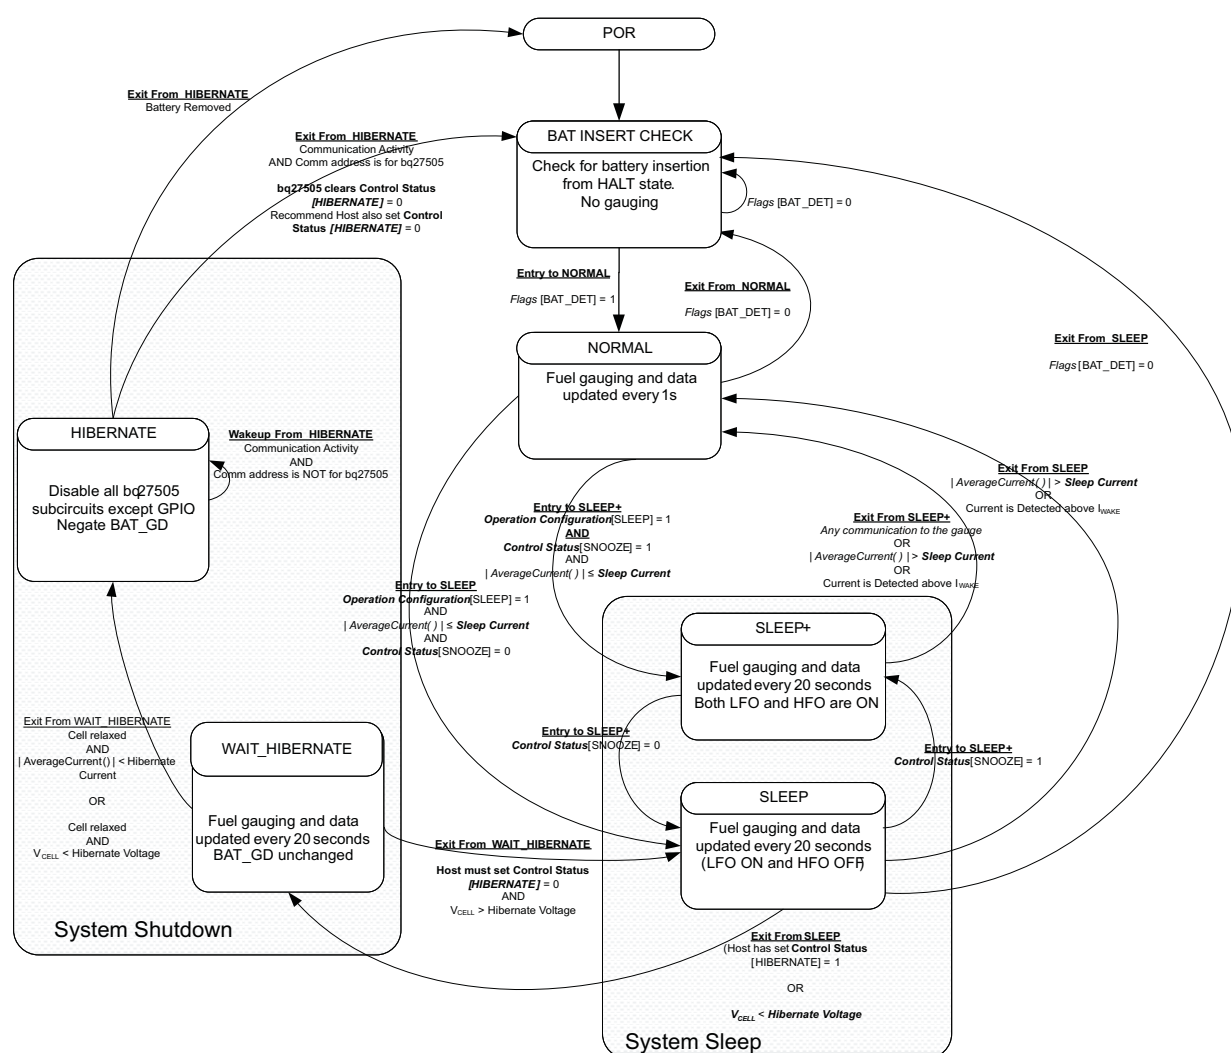 POR
Exit From HIBERNATE
Battery Removed
Exit From HIBERNATE
Communication Activity
AND Comm address is for bq27505
bq27505 clears Control Status
[HIBERNATE] = 0
Recommend Host also set Control
Status [HIBERNATE] = 0
BAT INSERT CHECK
Check for battery insertion
from HALT state.
No gauging
Flags [BAT_DET] = 0
Entry to NORMAL
Flags [BAT_DET] = 1
Exit From NORMAL
Flags [BAT_DET] = 0
Exit From SLEEP
Flags [BAT_DET] = 0
NORMAL
Fuel gauging and data
updated every 1s
HIBERNATE
Disable all bq27505
subcircuits except GPIO
Negate BAT_GD
Wakeup From HIBERNATE
Communication Activity
AND
Comm address is NOT for bq27505
Exit From SLEEP
| AverageCurrent( ) | > Sleep Current
OR
Current is Detected above IWAKE
Entry to SLEEP+
Operation Configuration[SLEEP] = 1
AND
Control Status[SNOOZE] = 1
AND
| AverageCurrent( ) | ≤ Sleep Current
Exit From SLEEP+
Any communication to the gauge
OR
| AverageCurrent( ) | > Sleep Current
OR
Current is Detected above IWAKE
Entry to SLEEP
Operation Configuration[SLEEP] = 1
AND
| AverageCurrent( ) | ≤ Sleep Current
AND
Control Status[SNOOZE] = 0
SLEEP+
Fuel gauging and data
updated every 20 seconds
Both LFO and HFO are ON
Entry to SLEEP+
Control Status[SNOOZE] = 0
Entry to SLEEP+
Control Status[SNOOZE] = 1
Exit From WAIT_HIBERNATE
Cell relaxed
AND
| AverageCurrent() | < Hibernate
Current
OR
Cell relaxed
AND
VCELL < Hibernate Voltage
WAIT_HIBERNATE
Fuel gauging and data
updated every 20 seconds
BAT_GD unchanged
SLEEP
Fuel gauging and data
updated every 20 seconds
(LFO ON and HFO OFF)
Exit From WAIT_HIBERNATE
Host must set Control Status
[HIBERNATE] = 0
AND
VCELL > Hibernate Voltage
System Shutdown
Exit From SLEEP
(Host has set Control Status
[HIBERNATE] = 1
OR
VCELL < Hibernate Voltage
System Sleep